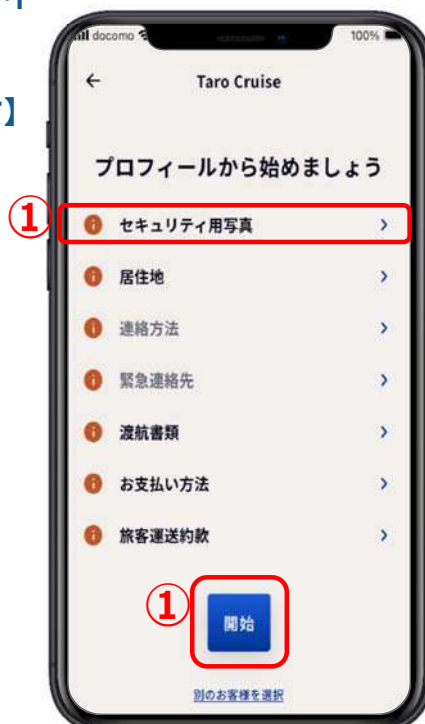 】
docomo
100%
←
Taro Cruise
プロフィールから始めましょう
①
セキュリティ用写真
居住地
連絡方法
緊急連絡先
渡航書類
お支払い方法
旅客運送約款
①
開始
別のお客様を選択